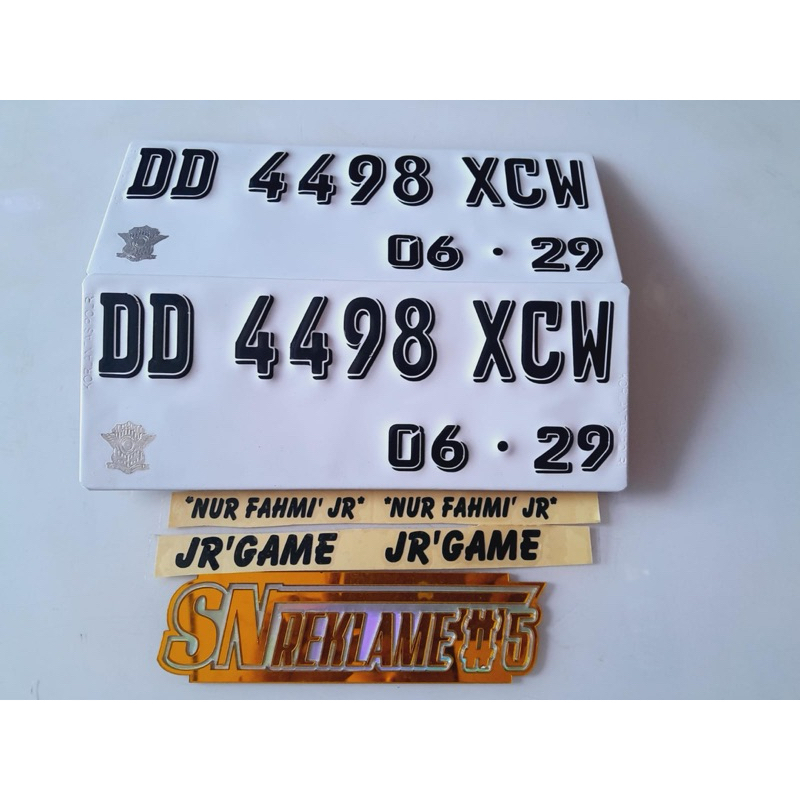 DD 4498 XCW
06 · 29
DD 4498 XCW
06 · 29
*NUR FAHMI' JR* *NUR FAHMI' JR*
JR'GAME JR'GAME
SN REKLAME'#'5